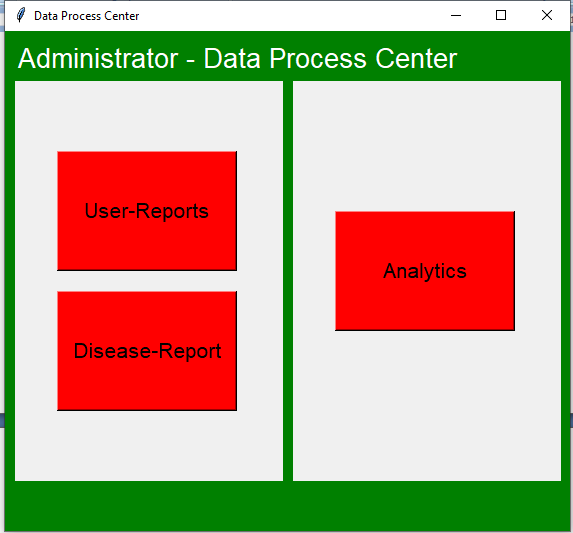 Data Process Center
Administrator - Data Process Center
User-Reports
Disease-Report
Analytics